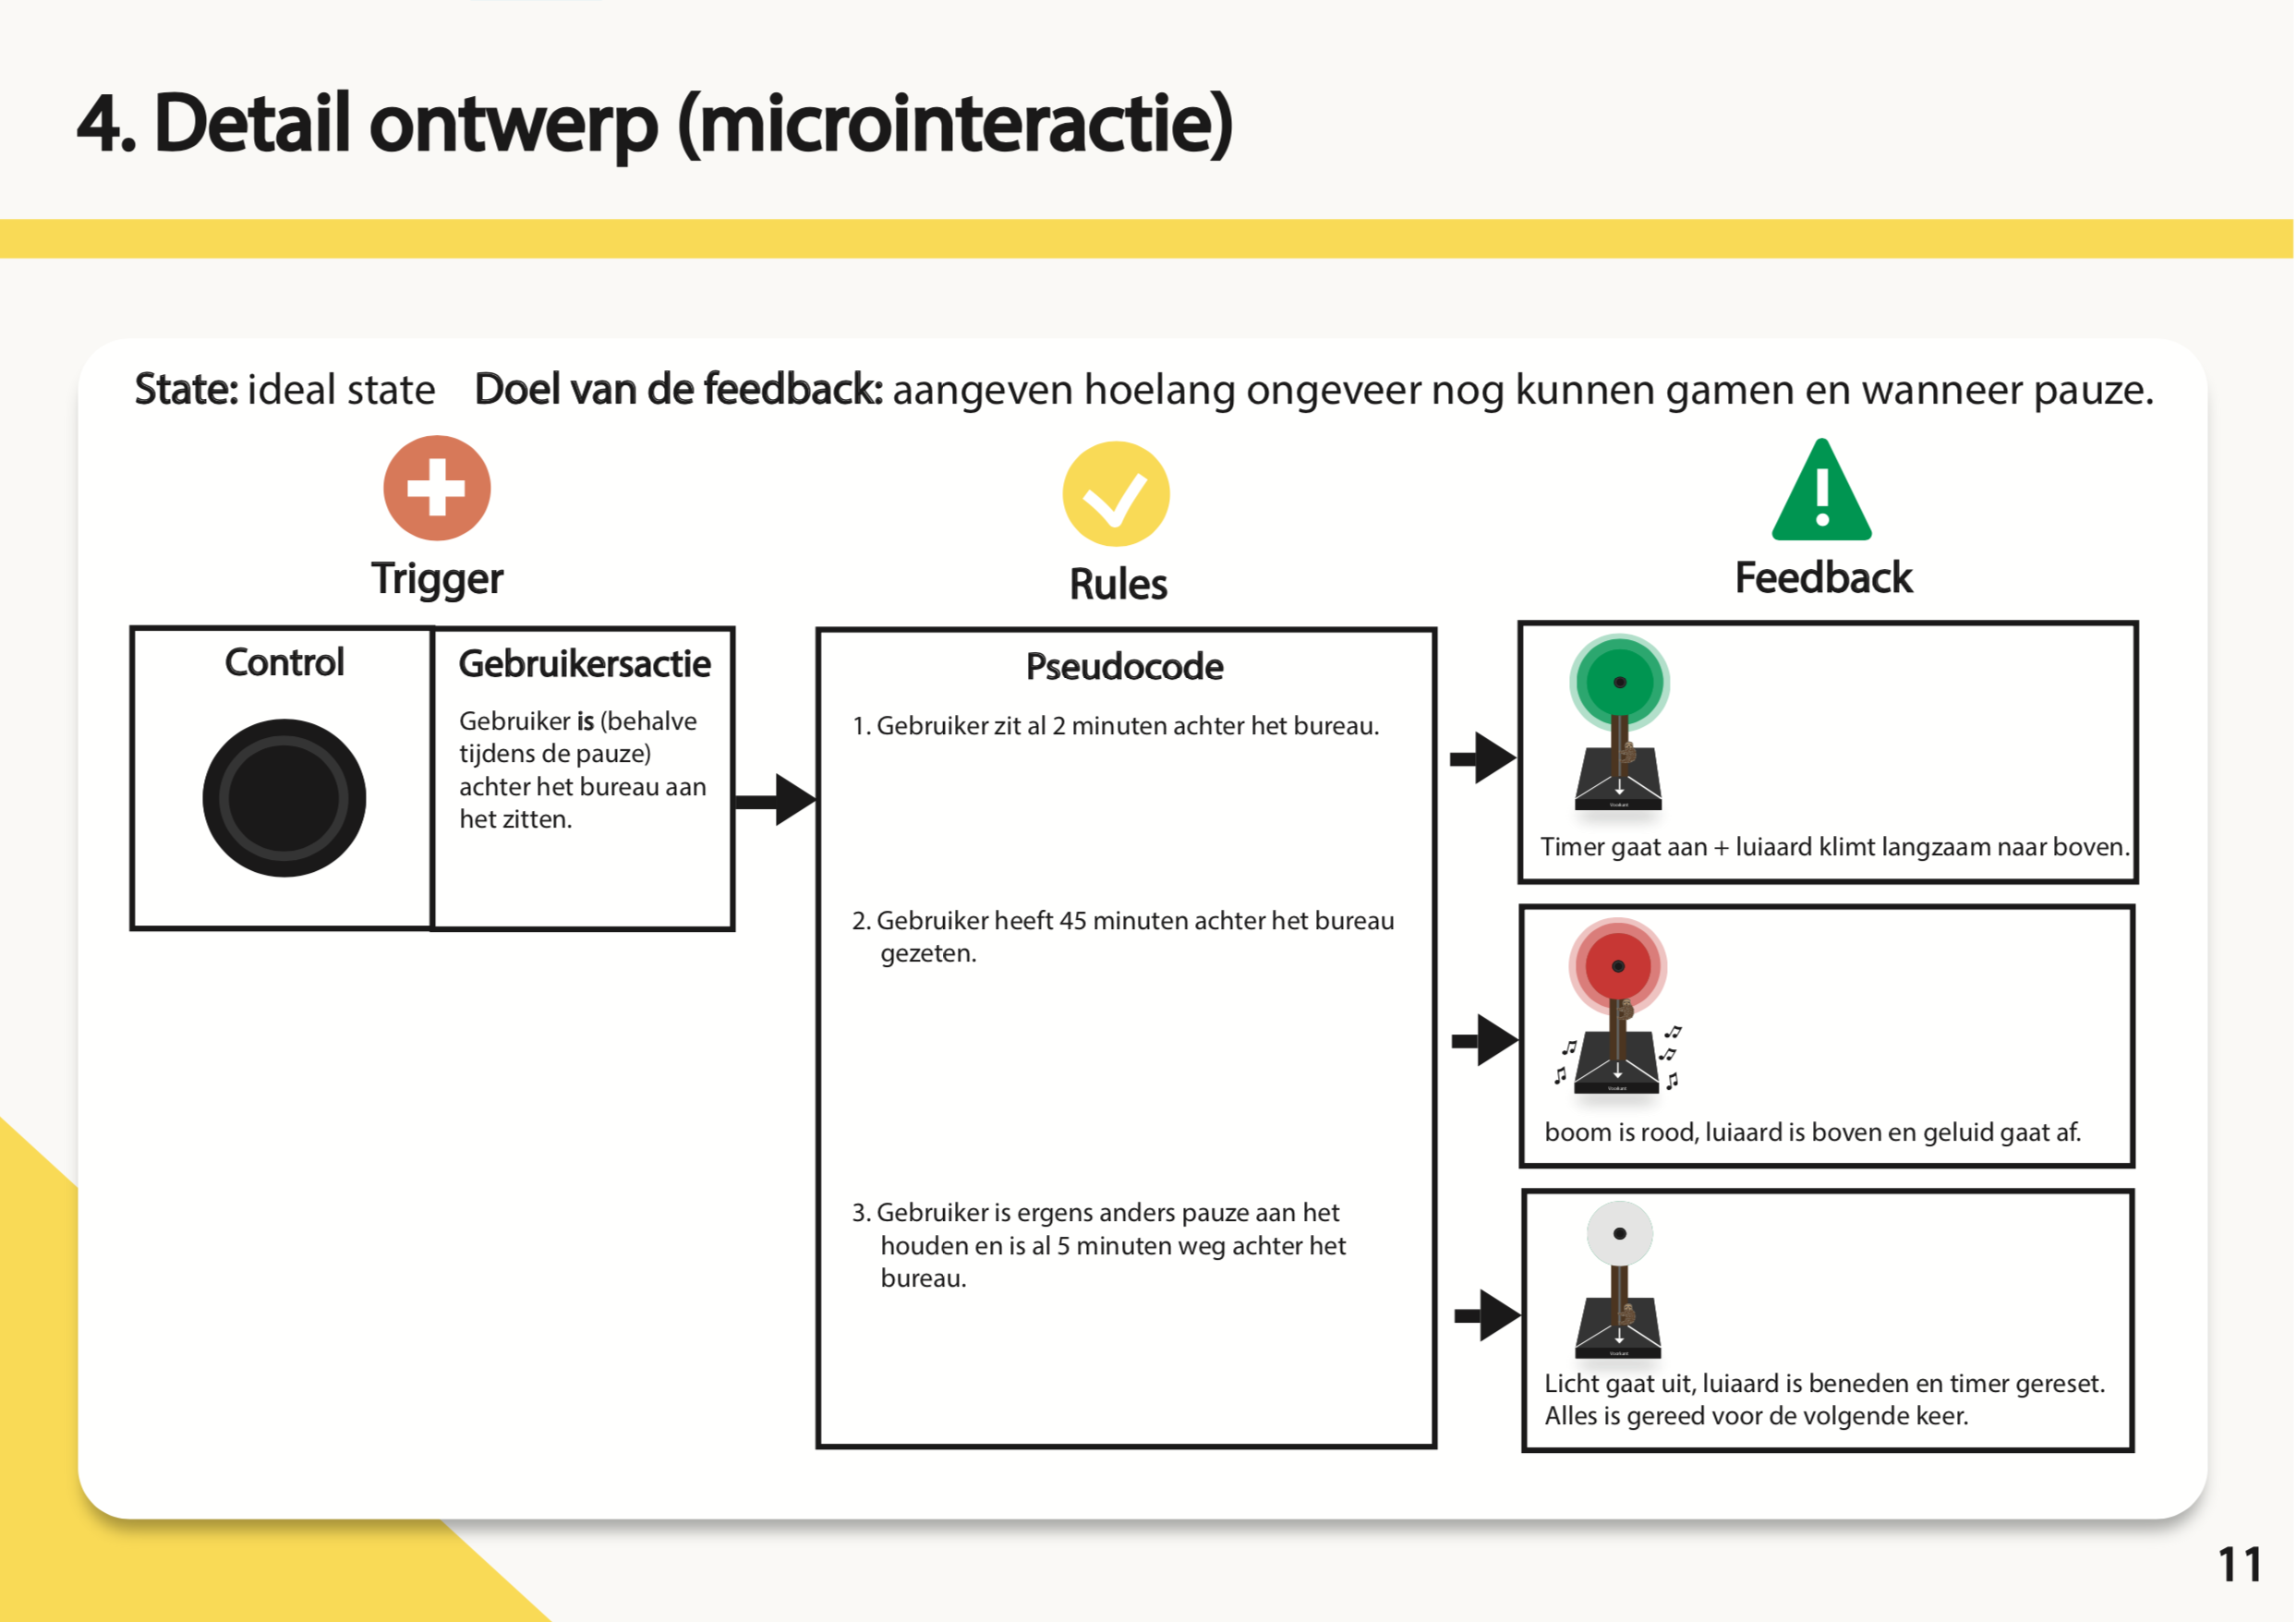 4. Detail ontwerp (microinteractie)
State: ideal state Doel van de feedback: aangeven hoelang ongeveer nog kunnen gamen en wanneer pauze.
Trigger
Rules
Feedback
Control
Gebruikersactie
Gebruiker is (behalve
tijdens de pauze)
achter het bureau aan
het zitten.
Pseudocode
1. Gebruiker zit al 2 minuten achter het bureau.
2. Gebruiker heeft 45 minuten achter het bureau
gezeten.
3. Gebruiker is ergens anders pauze aan het
houden en is al 5 minuten weg achter het
bureau.
Timer gaat aan + luiaard klimt langzaam naar boven.
boom is rood, luiaard is boven en geluid gaat af.
Licht gaat uit, luiaard is beneden en timer gereset.
Alles is gereed voor de volgende keer.
11